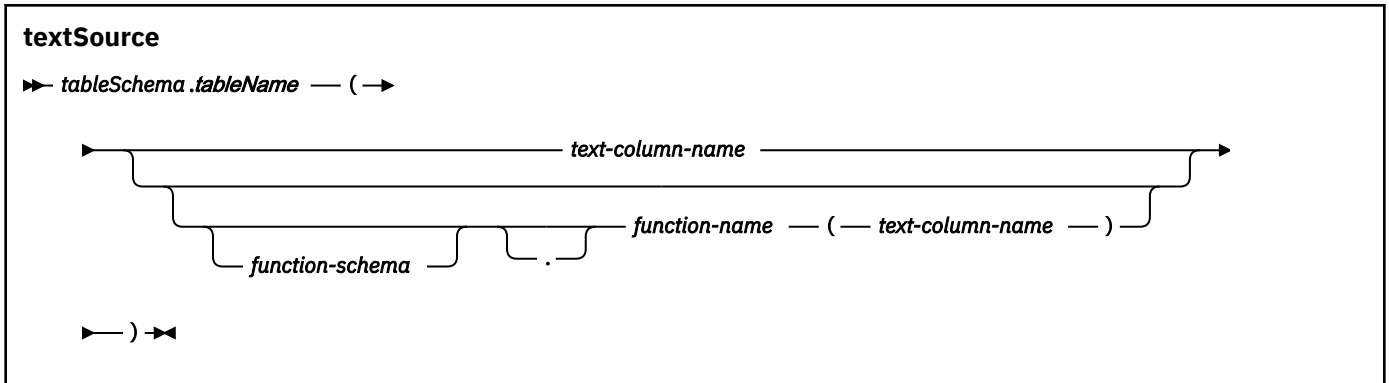 textSource
tableSchema .tableName (
text-column-name
function-name ( text-column-name )
function-schema .
)